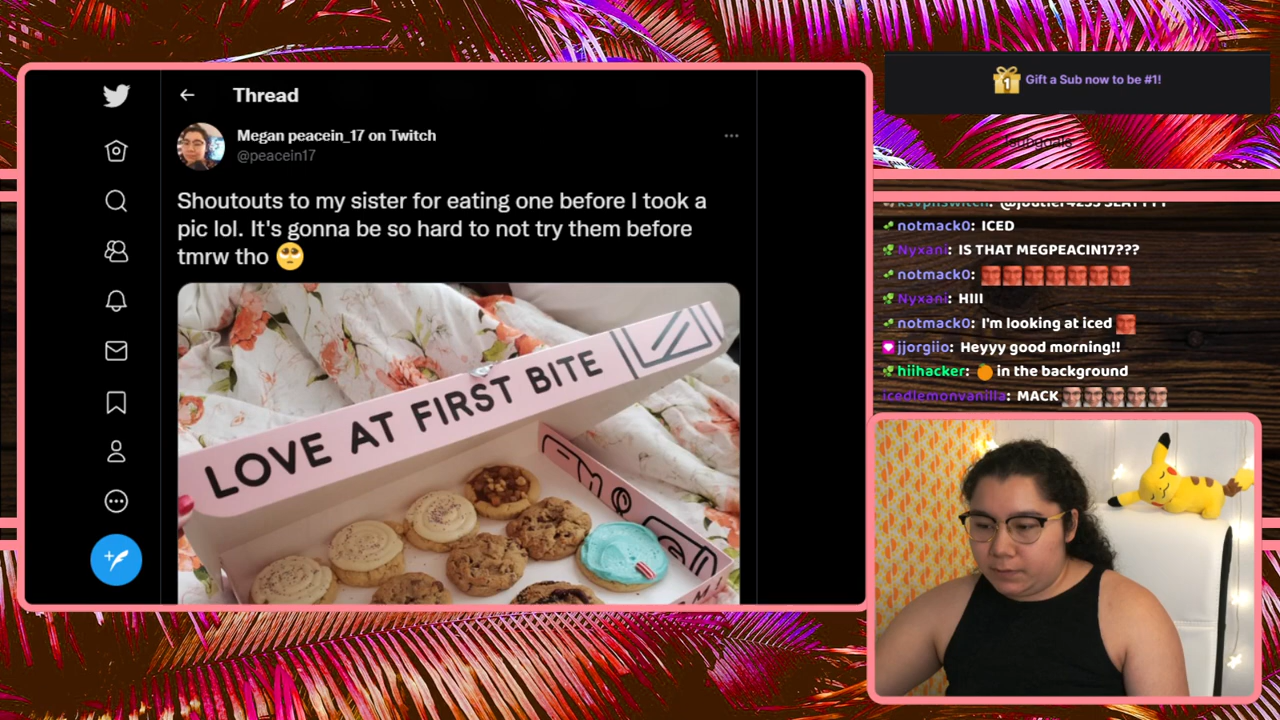 Thread
Megan peacein_17 on Twitch
@peacein17
Shoutouts to my sister for eating one before I took a
pic lol. It's gonna be so hard to not try them before
tmrw tho 🥺
LOVE AT FIRST BITE
1
Gift a Sub now to be #1!
notmack0: ICED
Nyxani: IS THAT MEGPEACIN17???
notmack0:
Nyxani: HIII
notmack0: I'm looking at iced
jjorgiio: Heyyy good morning!!
hiihacker: 🟠 in the background
icedlemonvanilla: MACK